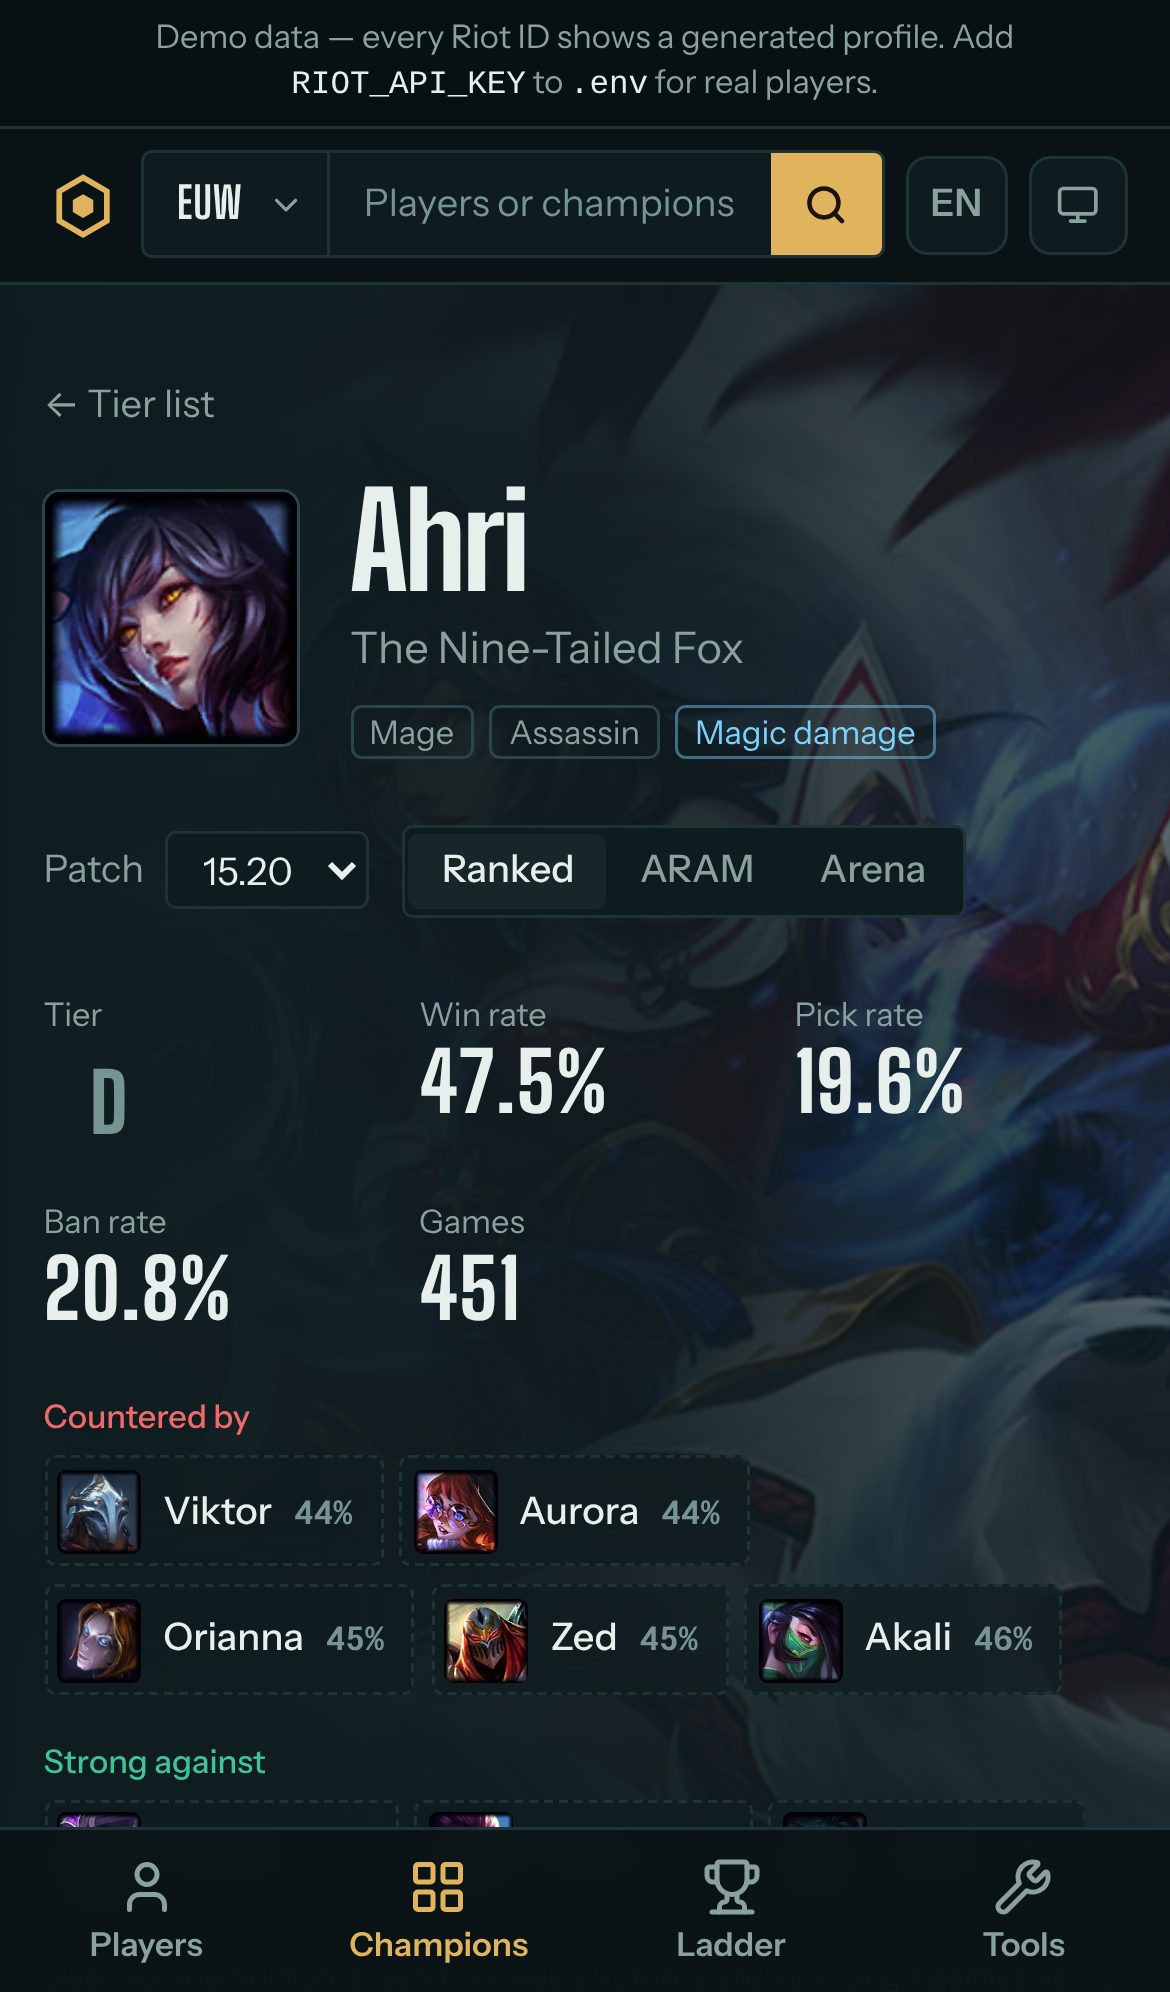 Demo data — every Riot ID shows a generated profile. Add
RIOT_API_KEY to .env for real players.
EUW
Players or champions
EN
← Tier list
Ahri
The Nine-Tailed Fox
Mage
Assassin
Magic damage
Patch
15.20
Ranked
ARAM
Arena
Tier
Win rate
Pick rate
D
47.5%
19.6%
Ban rate
Games
20.8%
451
Countered by
Viktor 44%
Aurora 44%
Orianna 45%
Zed 45%
Akali 46%
Strong against
Players
Champions
Ladder
Tools